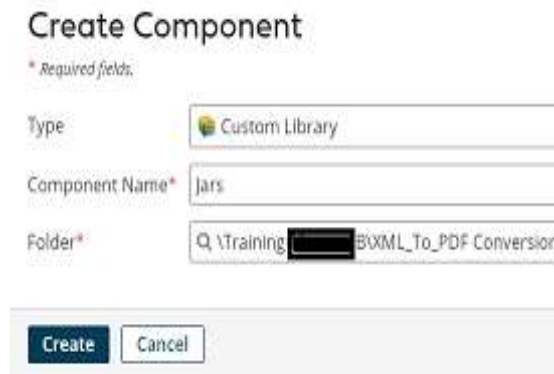 Create Component
* Required fields.
Type Custom Library
Component Name* Jars
Folder* \Training B\XML_To_PDF Conversion
Create Cancel